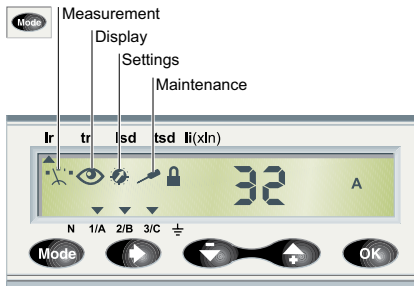 Mode
Measurement
Display
Settings
Maintenance
Ir tr Isd tsd Ii(xIn)
32 A
N 1/A 2/B 3/C
Mode OK